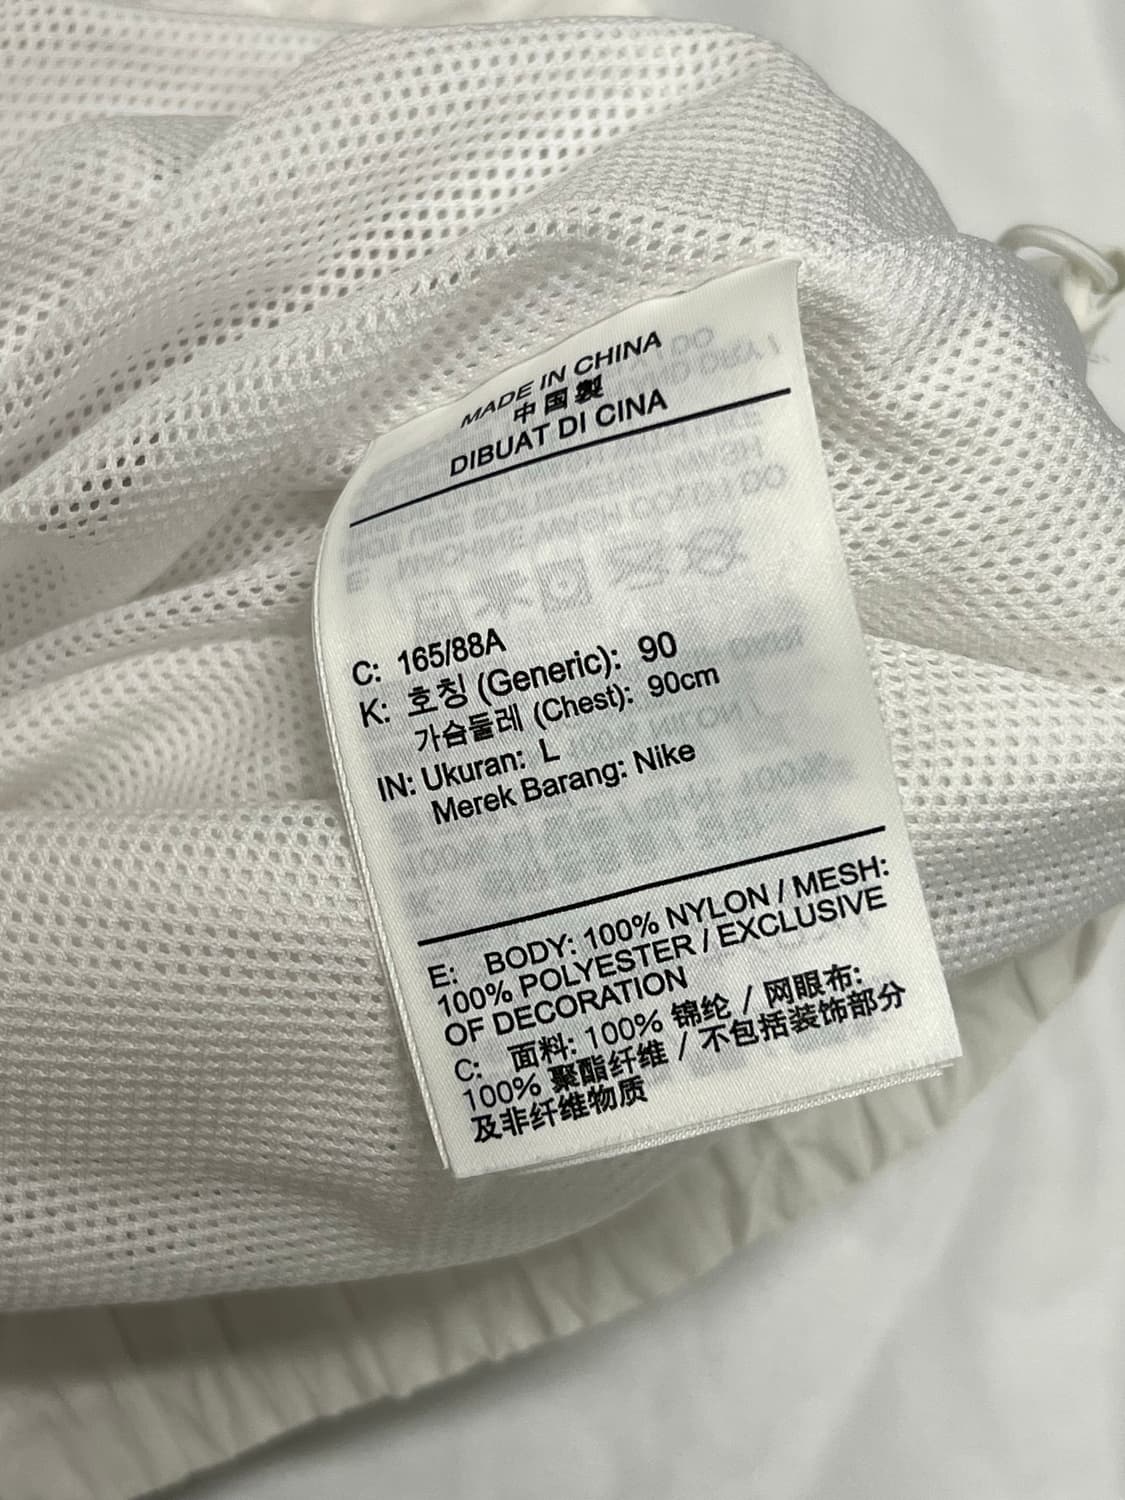 MADE IN CHINA
中国製
DIBUAT DI CINA
C: 165/88A
K: 호칭 (Generic): 90
가슴둘레 (Chest): 90cm
IN: Ukuran: L
Merek Barang: Nike
E: BODY: 100% NYLON / MESH:
100% POLYESTER / EXCLUSIVE
OF DECORATION
C: 面料: 100% 锦纶 / 网眼布:
100% 聚酯纤维 / 不包括装饰部分
及非纤维物质